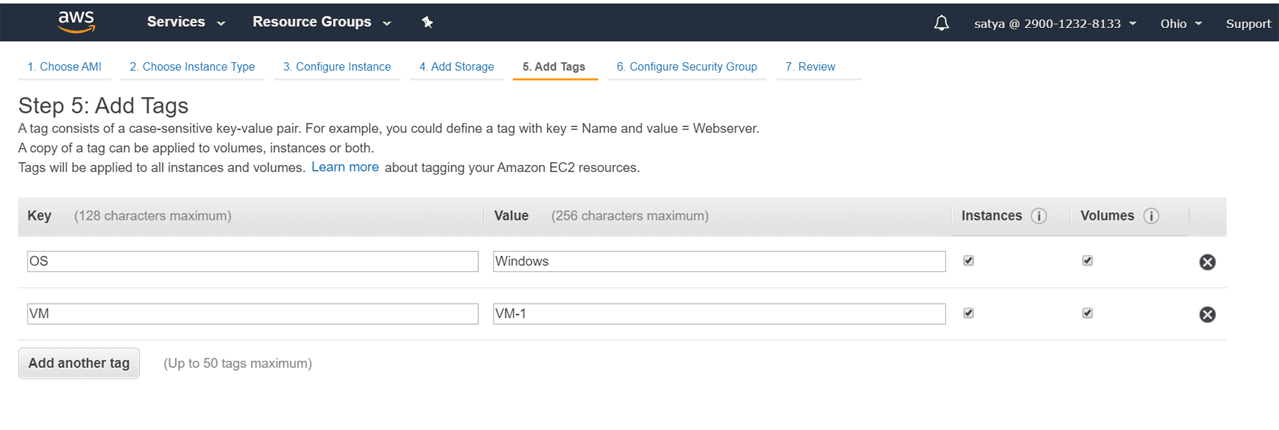 aws Services Resource Groups satya @ 2900-1232-8133 Ohio Support
1. Choose AMI 2. Choose Instance Type 3. Configure Instance 4. Add Storage 5. Add Tags 6. Configure Security Group 7. Review
Step 5: Add Tags
A tag consists of a case-sensitive key-value pair. For example, you could define a tag with key = Name and value = Webserver.
A copy of a tag can be applied to volumes, instances or both.
Tags will be applied to all instances and volumes. Learn more about tagging your Amazon EC2 resources.
Key (128 characters maximum) Value (256 characters maximum) Instances i Volumes i
OS Windows
VM VM-1
Add another tag (Up to 50 tags maximum)